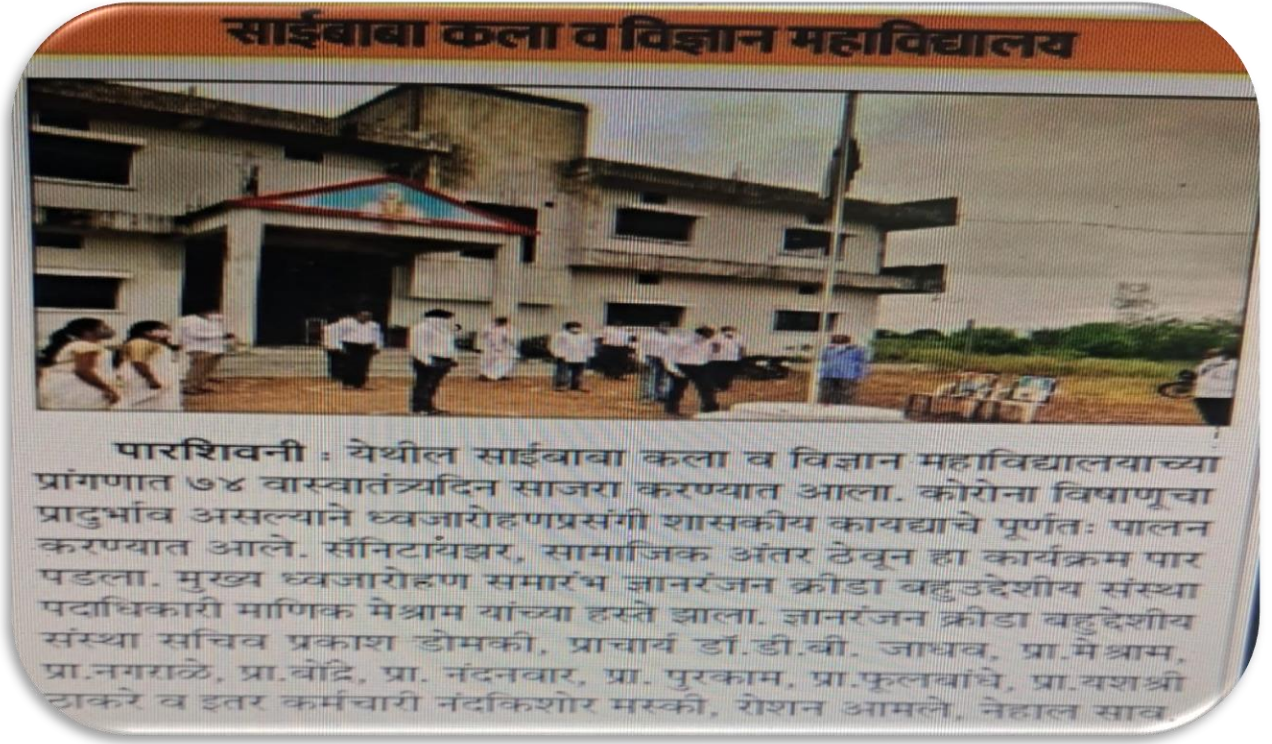 साईबाबा कला व विज्ञान महाविद्यालय
पारशिवनी : येथील साईबाबा कला व विज्ञान महाविद्यालयाच्या
प्रांगणात ७४ वास्वातंत्र्यदिन साजरा करण्यात आला. कोरोना विषाणूचा
प्रादुर्भाव असल्याने ध्वजारोहणप्रसंगी शासकीय कायद्याचे पूर्णत: पालन
करण्यात आले. सॅनिटायंझर, सामाजिक अंतर ठेवून हा कार्यक्रम पार
पडला. मुख्य ध्वजारोहण समारंभ ज्ञानरंजन क्रीडा बहुउद्देशीय संस्था
पदाधिकारी माणिक मेश्राम यांच्या हस्ते झाला. ज्ञानरंजन क्रीडा बहुद्देशीय
संस्था सचिव प्रकाश डोमकी, प्राचार्य डॉ.डी.बी. जाधव, प्रा.मेश्राम,
प्रा.नगराळे, प्रा.बोंद्रे, प्रा. नंदनवार, प्रा. पुरकाम, प्रा.फूलबांधे, प्रा.यशश्री
ठाकरे व इतर कर्मचारी नंदकिशोर मस्की, रोशन आमले, नेहाल साव